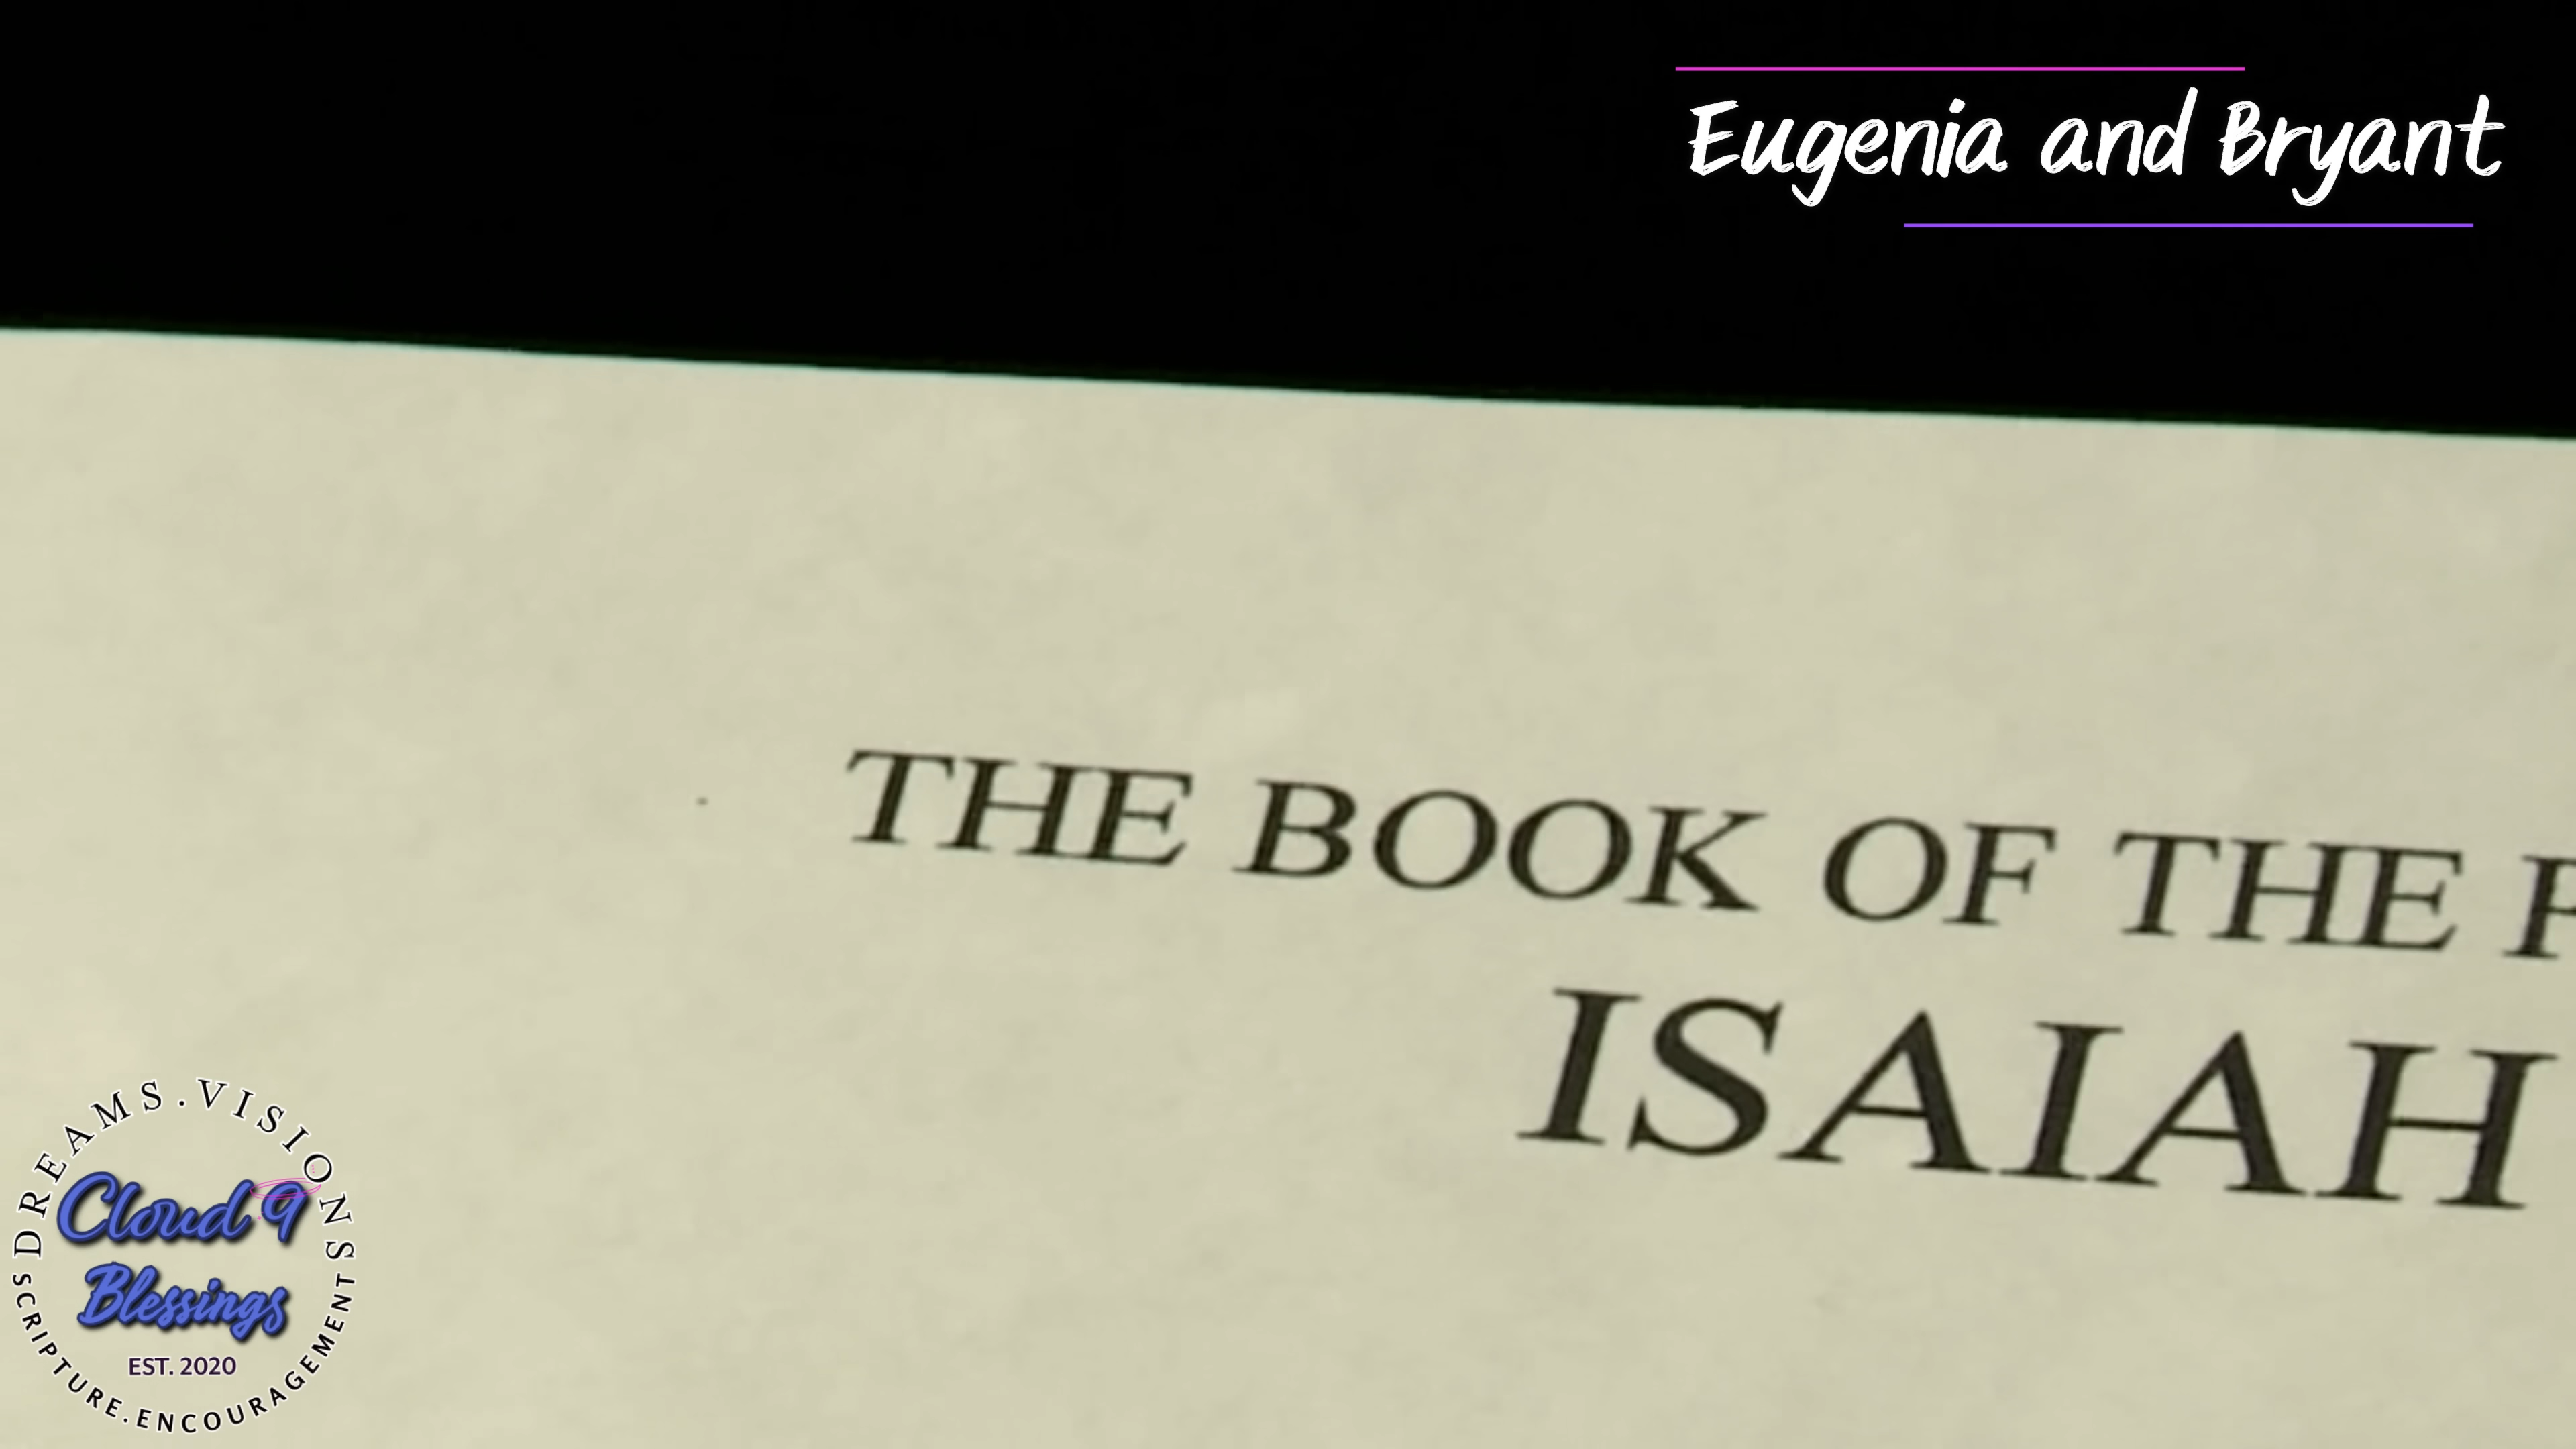 Eugenia and Bryant
THE BOOK OF THE
ISAIAH
DREAMS.VISIONS
Cloud 9
Blessings
EST. 2020
SCRIPTURE.ENCOURAGEMENT